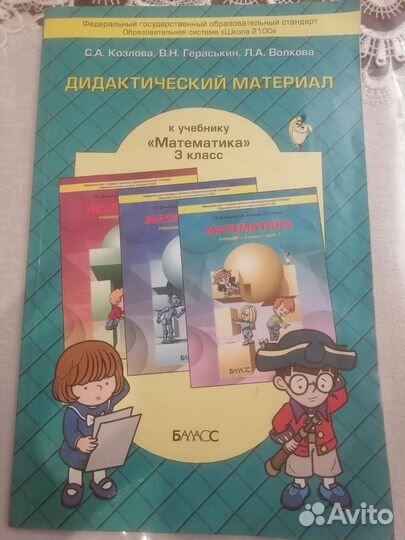 Федеральный государственный образовательный стандарт
Образовательная система «Школа 2100»
С.А. Козлова, В.Н. Гераськин, Л.А. Волкова
ДИДАКТИЧЕСКИЙ МАТЕРИАЛ
к учебнику
«Математика»
3 класс
МАТЕМАТИКА
БАЛАСС
БАЛАСС
Avito